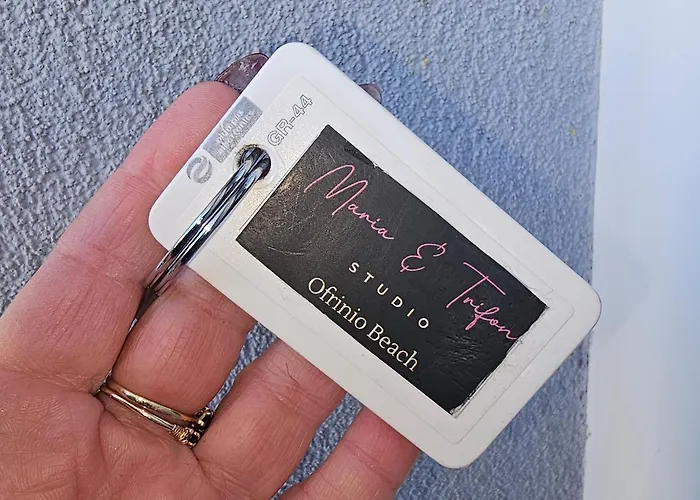 GR-44
Maria & Trifon
STUDIO
Ofrinio Beach